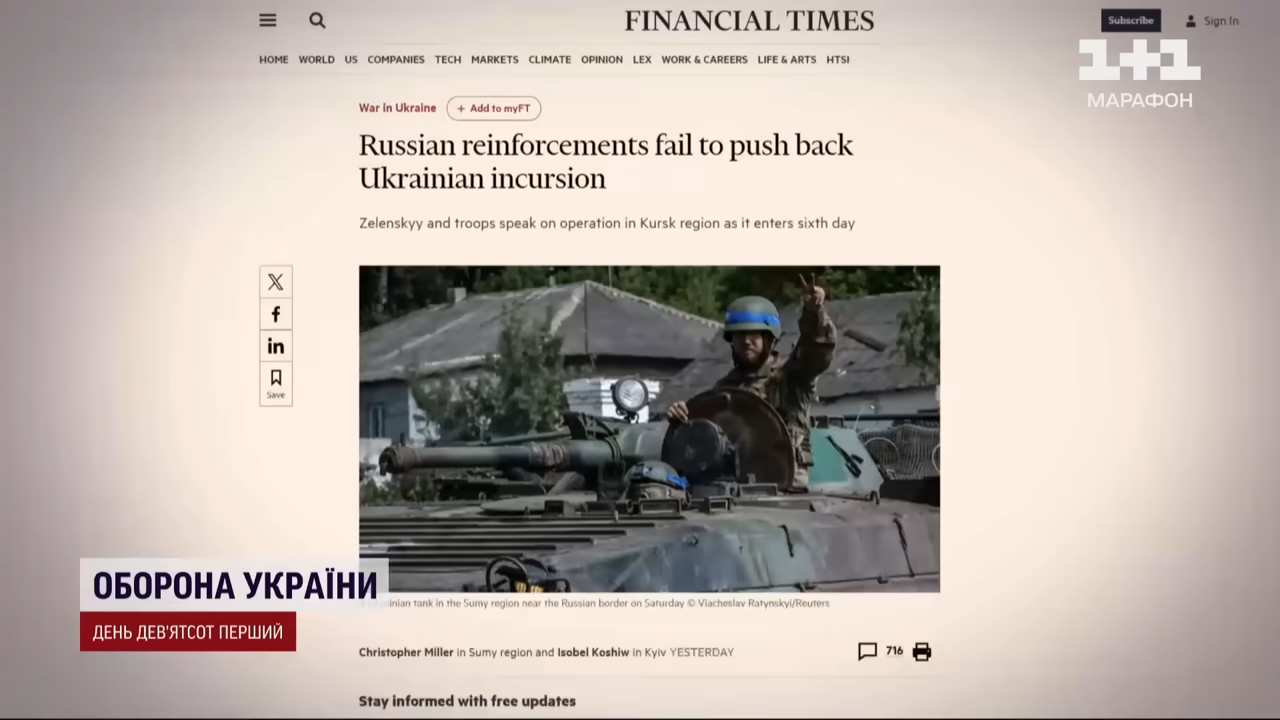 FINANCIAL TIMES
Subscribe
Sign In
HOME WORLD US COMPANIES TECH MARKETS CLIMATE OPINION LEX WORK & CAREERS LIFE & ARTS HTSI
1+1
МАРАФОН
War in Ukraine
+ Add to myFT
Russian reinforcements fail to push back
Ukrainian incursion
Zelenskyy and troops speak on operation in Kursk region as it enters sixth day
Save
ОБОРОНА УКРАЇНИ
ДЕНЬ ДЕВ'ЯТСОТ ПЕРШИЙ
tank in the Sumy region near the Russian border on Saturday © Viacheslav Ratynskyi/Reuters
Christopher Miller in Sumy region and Isobel Koshiw in Kyiv YESTERDAY
716
Stay informed with free updates